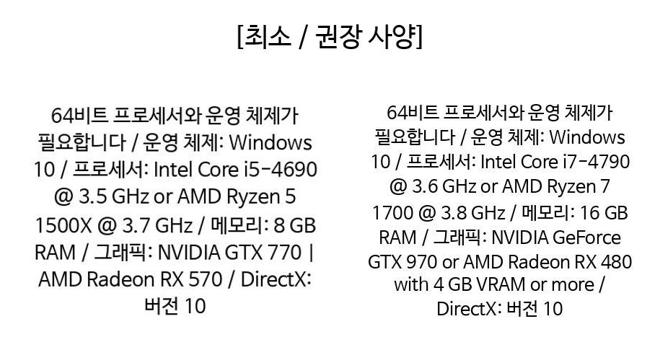 [최소 / 권장 사양]
64비트 프로세서와 운영 체제가
필요합니다 / 운영 체제: Windows
10 / 프로세서: Intel Core i5-4690
@ 3.5 GHz or AMD Ryzen 5
1500X @ 3.7 GHz / 메모리: 8 GB
RAM / 그래픽: NVIDIA GTX 770 |
AMD Radeon RX 570 / DirectX:
버전 10
64비트 프로세서와 운영 체제가
필요합니다 / 운영 체제: Windows
10 / 프로세서: Intel Core i7-4790
@ 3.6 GHz or AMD Ryzen 7
1700 @ 3.8 GHz / 메모리: 16 GB
RAM / 그래픽: NVIDIA GeForce
GTX 970 or AMD Radeon RX 480
with 4 GB VRAM or more /
DirectX: 버전 10